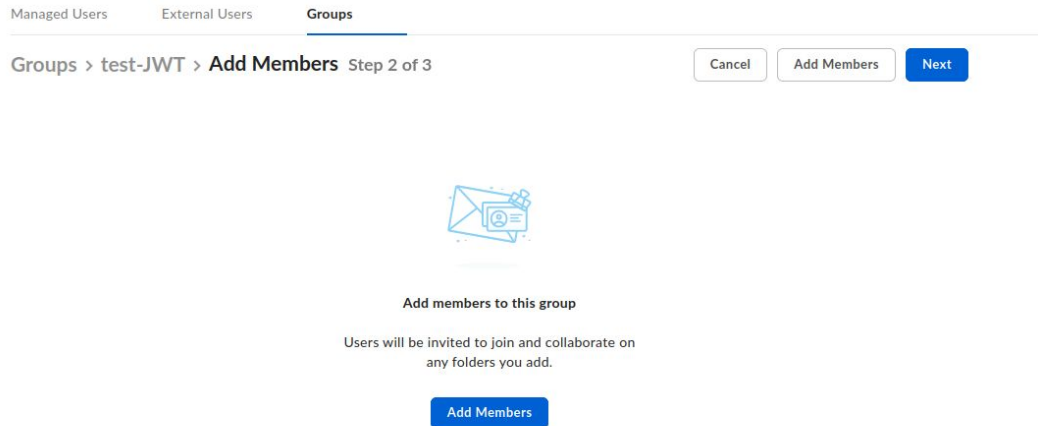 Managed Users External Users Groups
Groups > test-JWT > Add Members Step 2 of 3 Cancel Add Members Next
Add members to this group
Users will be invited to join and collaborate on
any folders you add.
Add Members